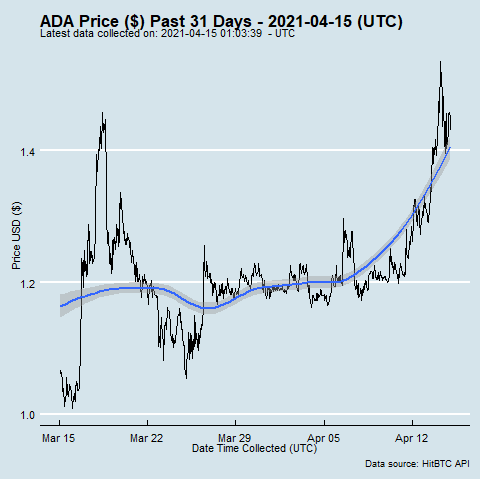 ADA Price ($) Past 31 Days - 2021-04-15 (UTC)
Latest data collected on: 2021-04-15 01:03:39 - UTC
Price USD ($)
1.4
1.2
1.0
Mar 15 Mar 22 Mar 29 Apr 05 Apr 12
Date Time Collected (UTC)
Data source: HitBTC API